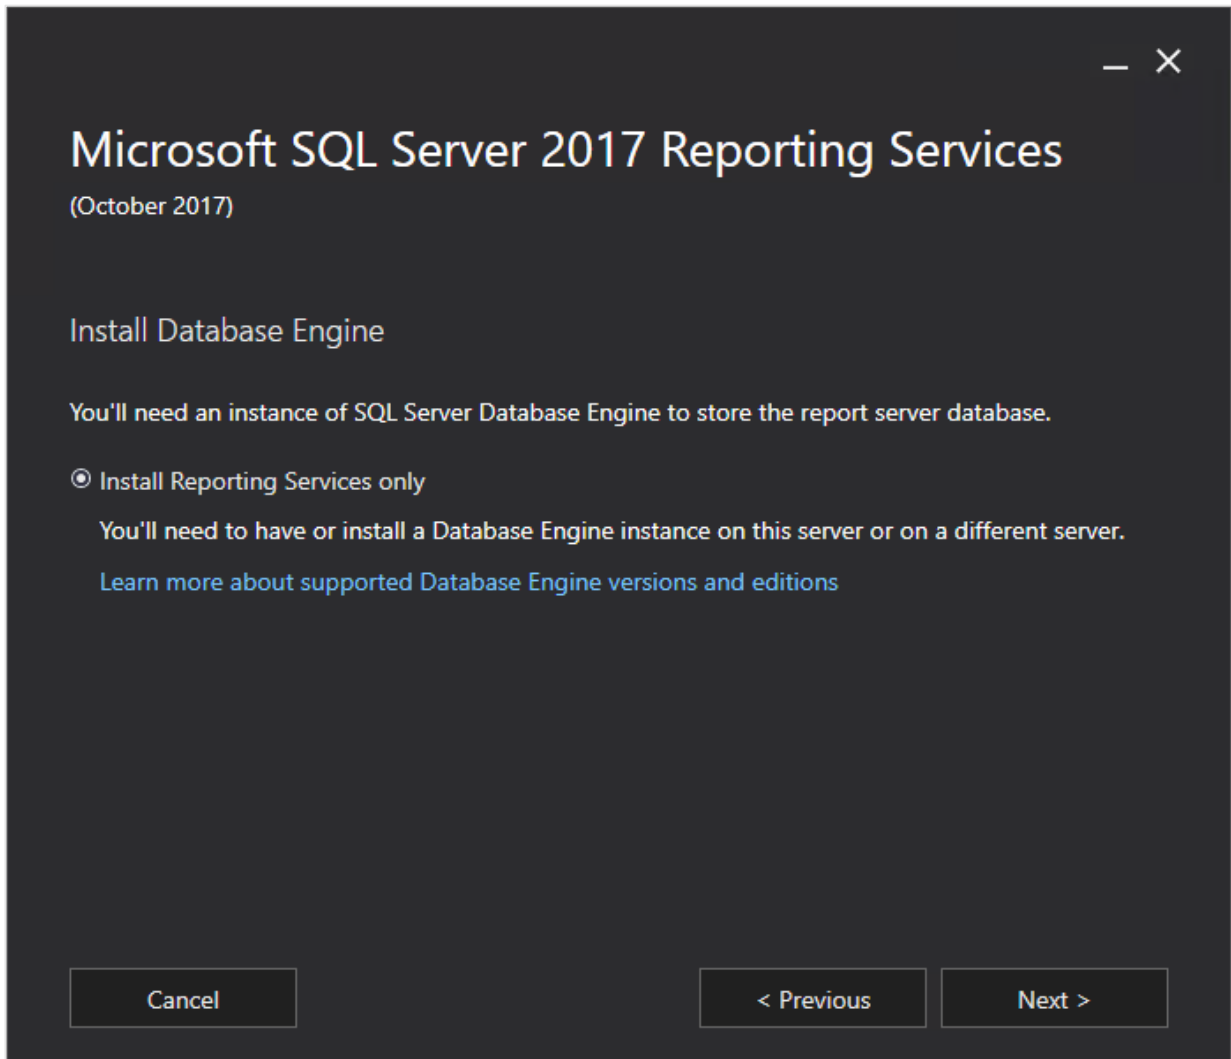 Microsoft SQL Server 2017 Reporting Services
(October 2017)
Install Database Engine
You'll need an instance of SQL Server Database Engine to store the report server database.
Install Reporting Services only
You'll need to have or install a Database Engine instance on this server or on a different server.
Learn more about supported Database Engine versions and editions
Cancel
< Previous
Next >